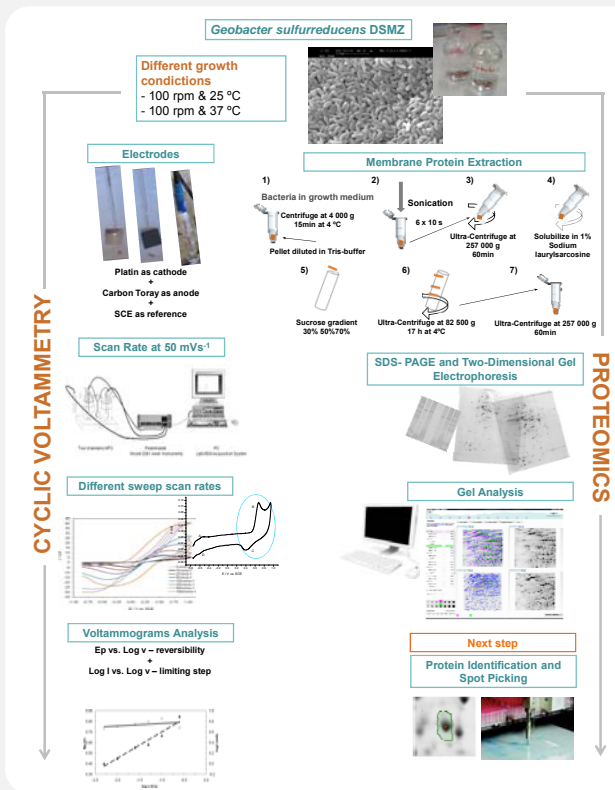 Geobacter sulfurreducens DSMZ
Different growth
condictions
- 100 rpm & 25 ºC
- 100 rpm & 37 ºC
CYCLIC VOLTAMMETRY
Electrodes
Platin as cathode
+
Carbon Toray as anode
+
SCE as reference
Scan Rate at 50 mVs-1
Different sweep scan rates
Voltammograms Analysis
Ep vs. Log v – reversibility
+
Log I vs. Log v – limiting step
Membrane Protein Extraction
1)
Bacteria in growth medium
Centrifuge at 4 000 g
15min at 4 ºC
Pellet diluted in Tris-buffer
2)
Sonication
6 x 10 s
3)
Ultra-Centrifuge at
257 000 g
60min
4)
Solubilize in 1%
Sodium
laurylsarcosine
5)
Sucrose gradient
30% 50%70%
6)
Ultra-Centrifuge at 82 500 g
17 h at 4ºC
7)
Ultra-Centrifuge at 257 000 g
60min
SDS- PAGE and Two-Dimensional Gel
Electrophoresis
Gel Analysis
Next step
Protein Identification and
Spot Picking
PROTEOMICS